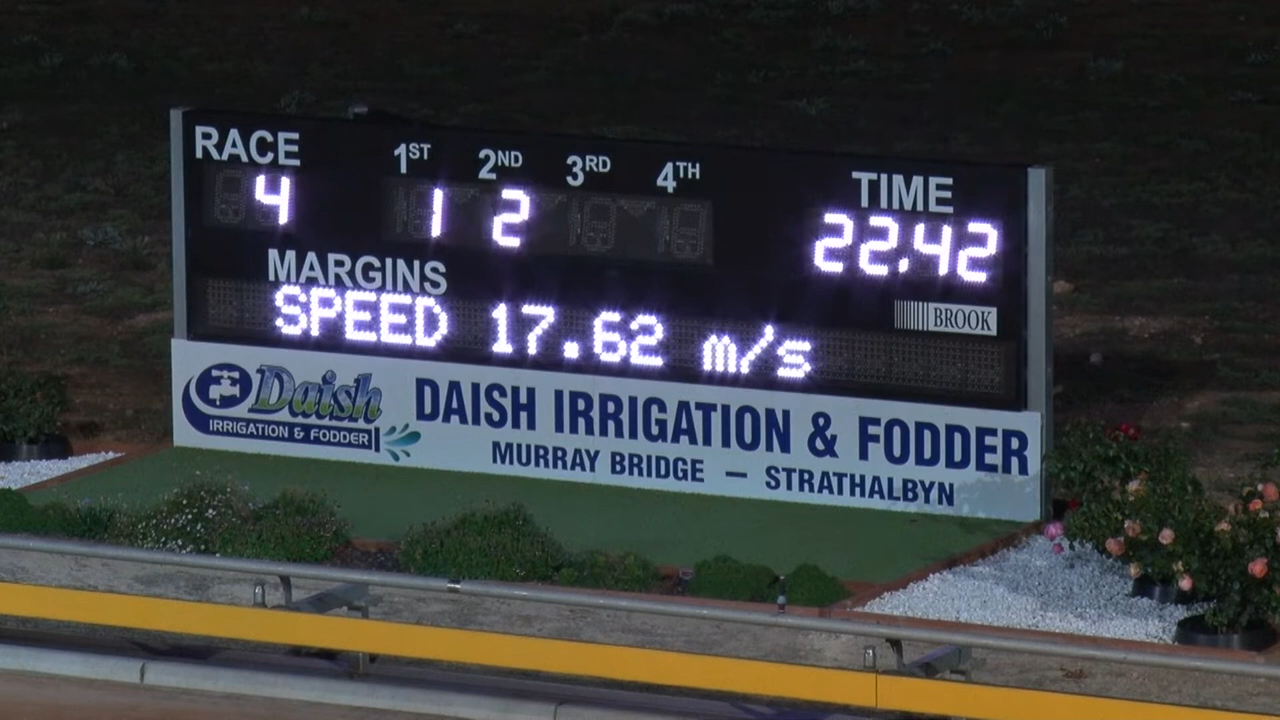 RACE 1ST 2ND 3RD 4TH TIME
4 1 2 22.42
MARGINS
SPEED 17.62 m/s
BROOK
Daish
IRRIGATION & FODDER
DAISH IRRIGATION & FODDER
MURRAY BRIDGE – STRATHALBYN